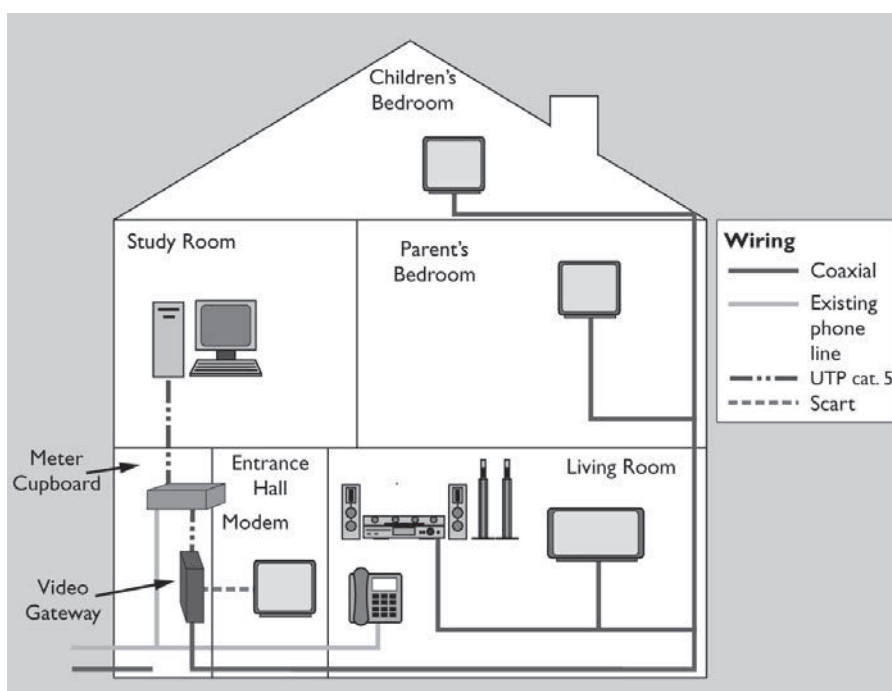 Children's
Bedroom
Study Room
Parent's
Bedroom
Wiring
Coaxial
Existing
phone
line
UTP cat. 5
Scart
Meter
Cupboard
Entrance
Hall
Living Room
Modem
Video
Gateway